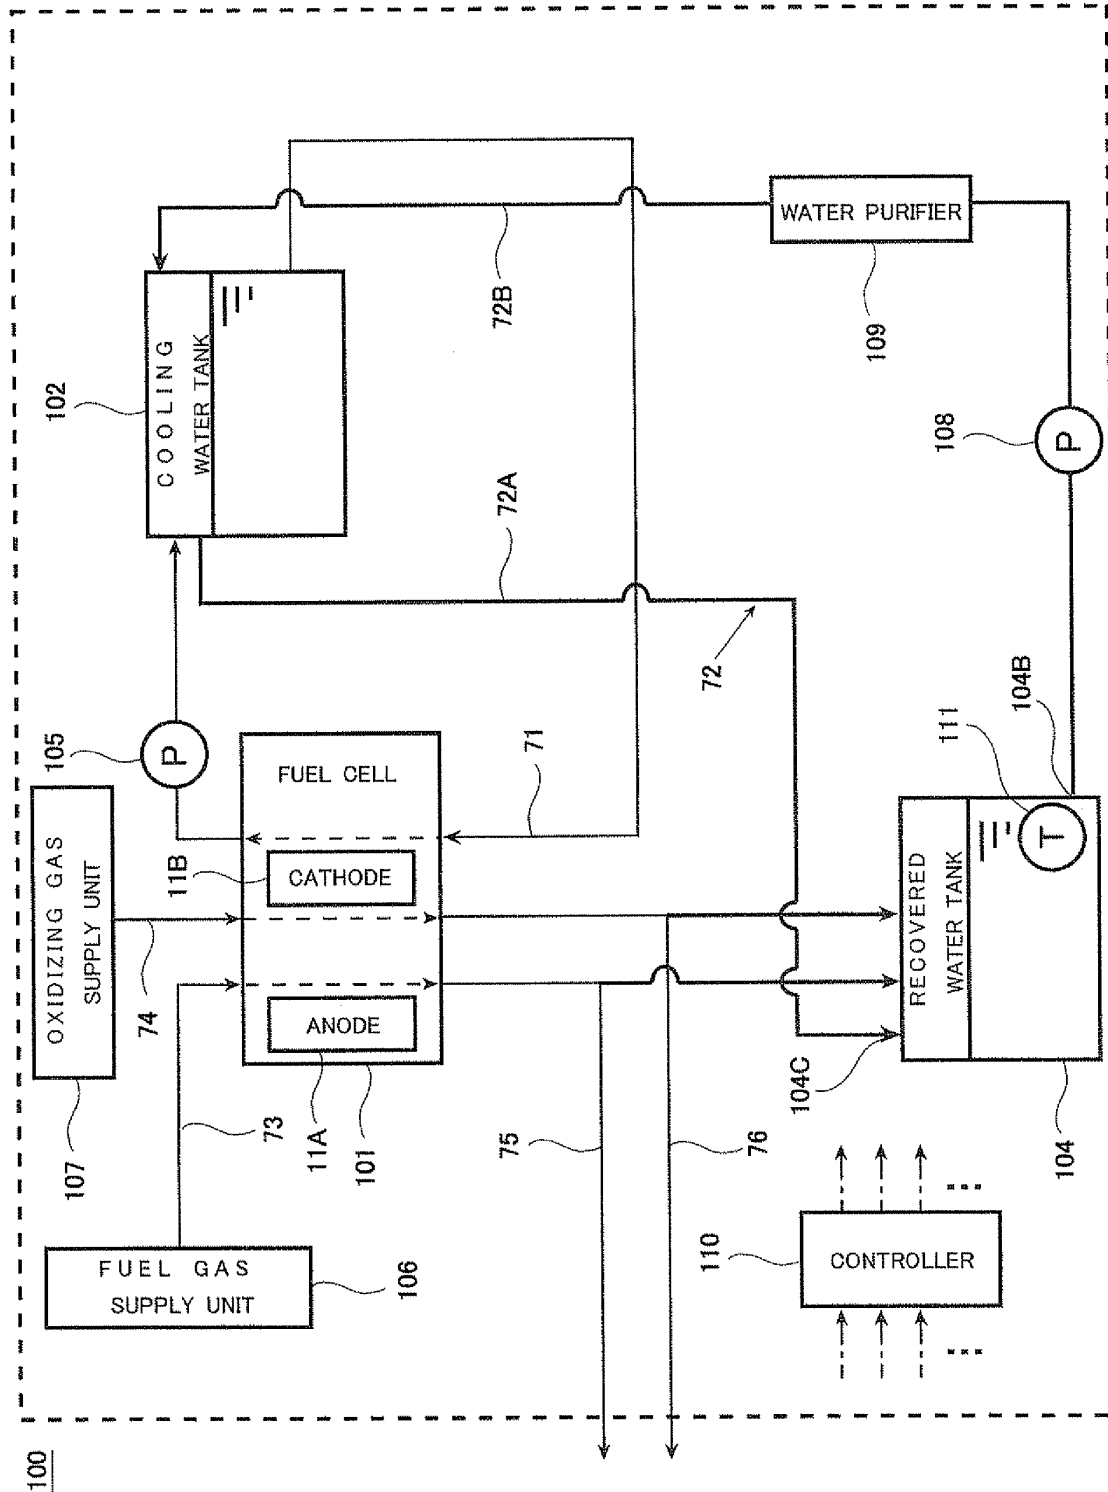 100
FUEL GAS
SUPPLY UNIT
106
OXIDIZING GAS
SUPPLY UNIT
107
73
74
105
P
FUEL CELL
11B
CATHODE
ANODE
11A
101
102
COOLING
WATER TANK
71
72
72A
72B
75
76
WATER PURIFIER
109
108
P
104B
111
T
RECOVERED
WATER TANK
104C
104
110
CONTROLLER
...
...